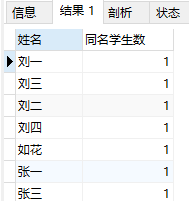 信息 结果 1 剖析 状态
姓名 同名学生数
刘一 1
刘三 1
刘二 1
刘四 1
如花 1
张一 1
张三 1